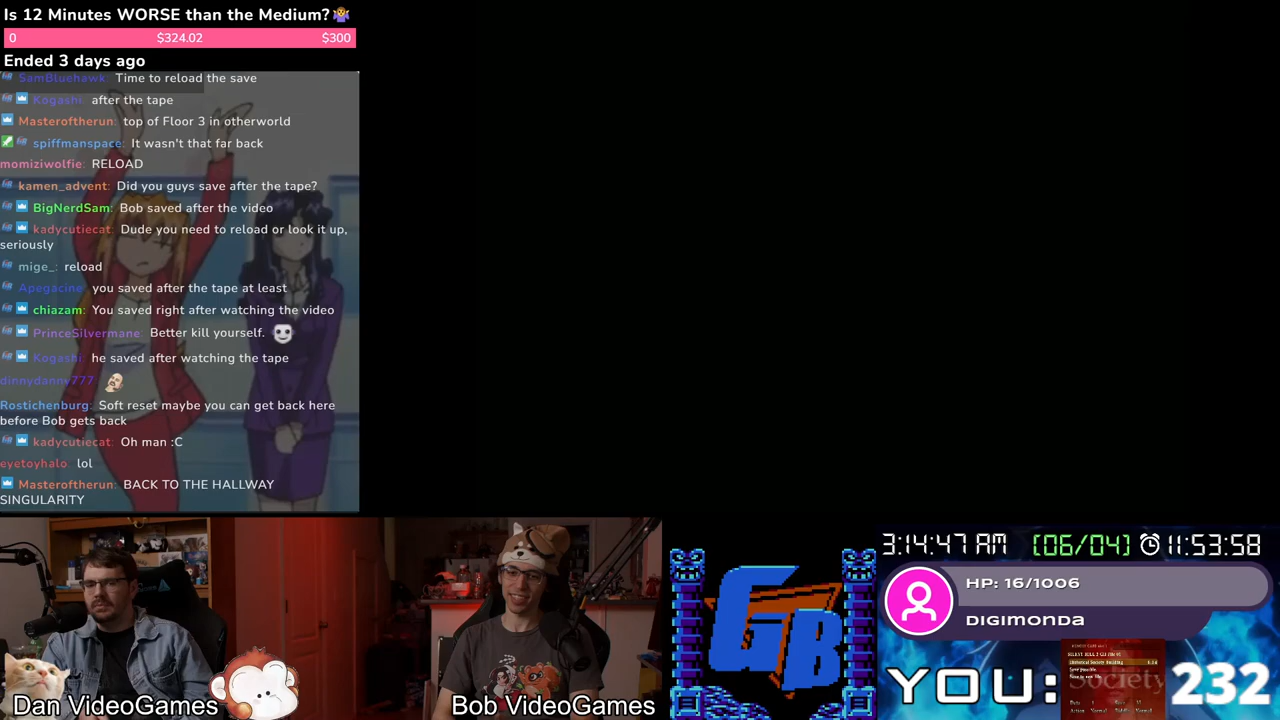 Is 12 Minutes WORSE than the Medium?🤷‍♀️
0 $324.02 $300
Ended 3 days ago
SamBluehawk: Time to reload the save
Kogashi: after the tape
Masteroftherun: top of Floor 3 in otherworld
spiffmanspace: It wasn't that far back
momiziwolfie: RELOAD
kamen_advent: Did you guys save after the tape?
BigNerdSam: Bob saved after the video
kadycutiecat: Dude you need to reload or look it up,
seriously
mige_: reload
Apegacine: you saved after the tape at least
chiazam: You saved right after watching the video
PrinceSilvermane: Better kill yourself.
Kogashi: he saved after watching the tape
dinnydanny777:
Rostichenburg: Soft reset maybe you can get back here
before Bob gets back
kadycutiecat: Oh man :C
eyetoyhalo: lol
Masteroftherun: BACK TO THE HALLWAY
SINGULARITY
Dan VideoGames
Bob VideoGames
GB
3:14:47 AM [06/04] 11:53:58
HP: 16/1006
DIGIMONDA
YOU: 232
Society